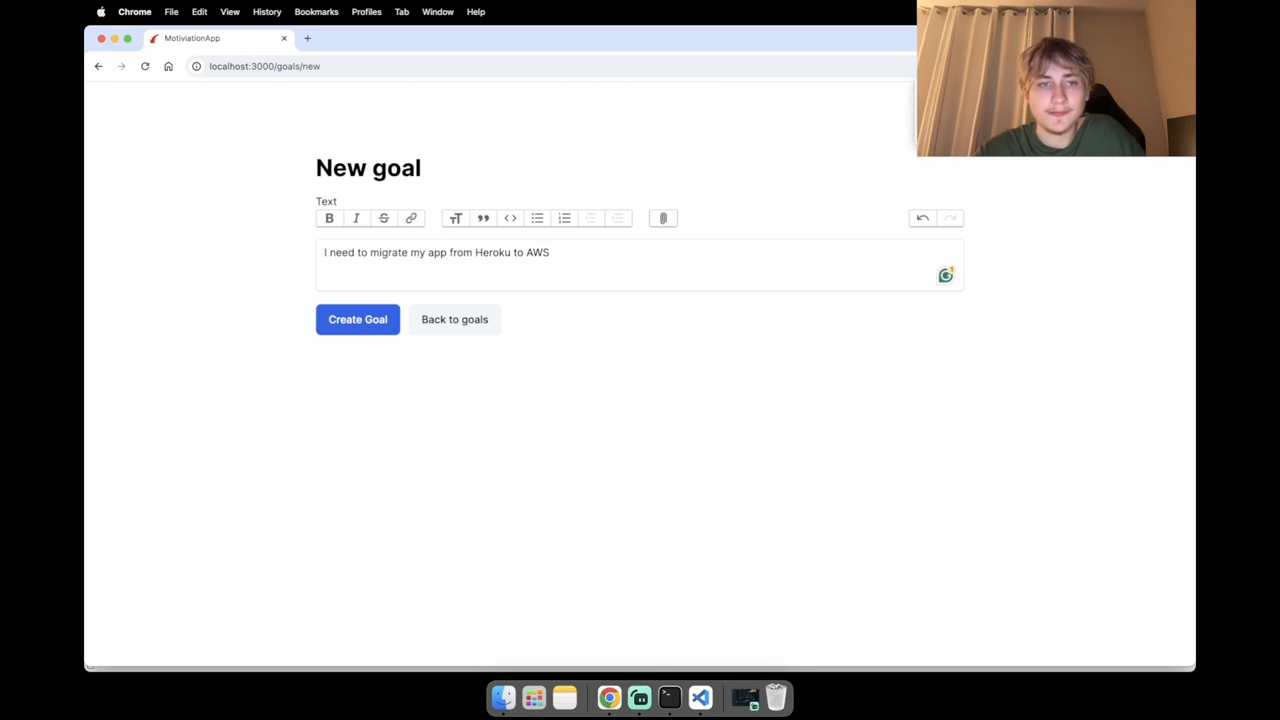 Chrome File Edit View History Bookmarks Profiles Tab Window Help
MotiviationApp
localhost:3000/goals/new
New goal
Text
I need to migrate my app from Heroku to AWS
Create Goal Back to goals